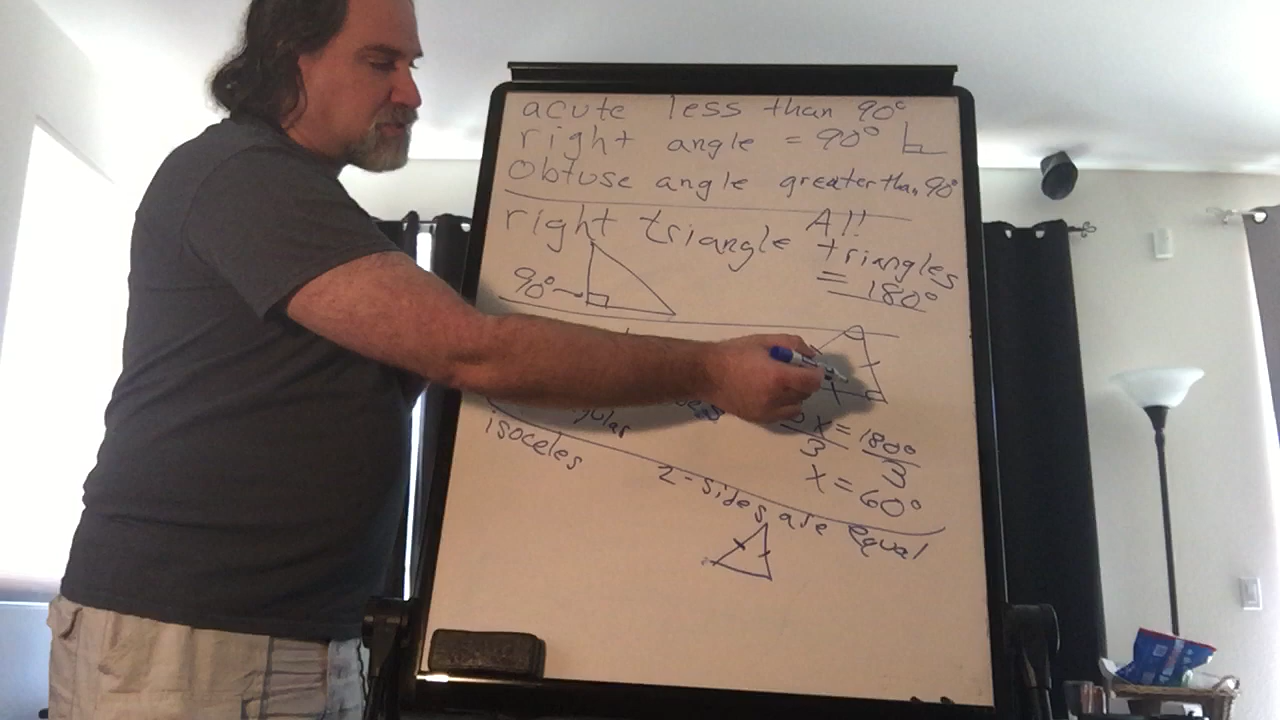 acute less than 90°
right angle = 90°
Obtuse angle greater than 90°
right triangle
All
triangles
= 180°
90°
x = 180°
3 3
x = 60°
isoceles 2-sides are equal